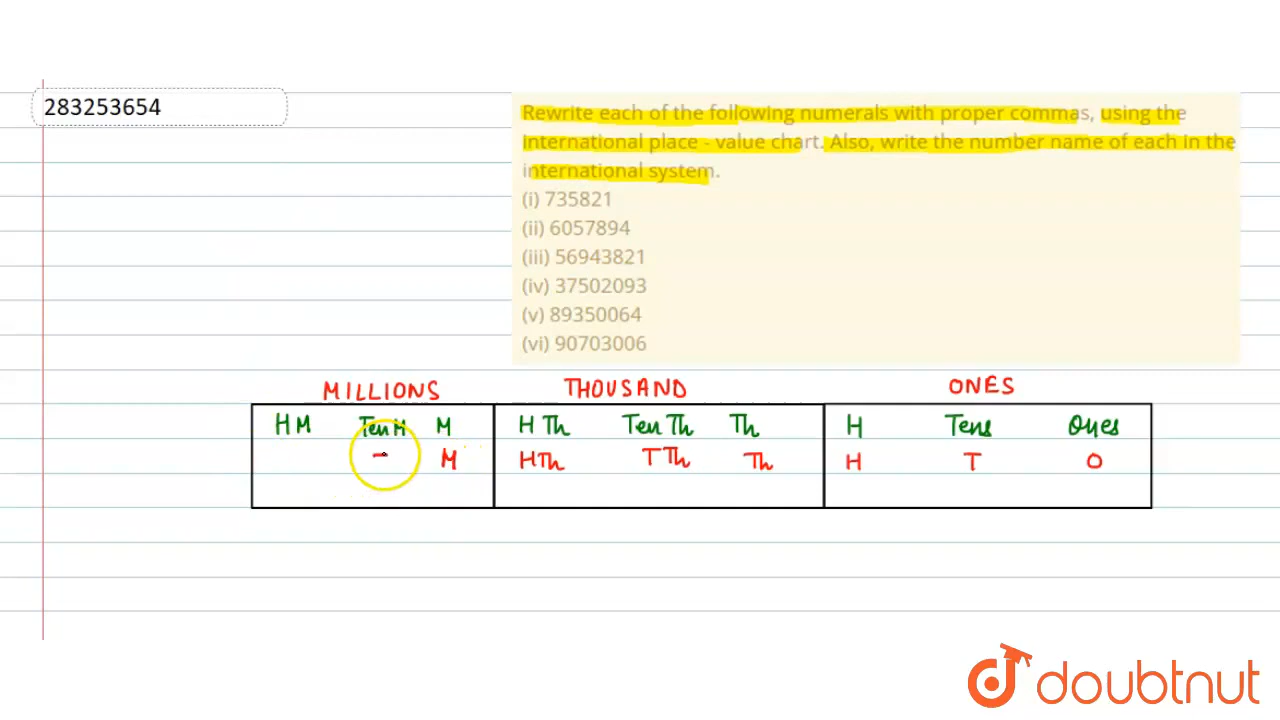 283253654
Rewrite each of the following numerals with proper commas, using the
international place - value chart. Also, write the number name of each in the
international system.
(i) 735821
(ii) 6057894
(iii) 56943821
(iv) 37502093
(v) 89350064
(vi) 90703006
MILLIONS THOUSAND ONES
HM Ten M M H Th Ten Th Th H Tens Ones
M HTh T Th Th H T O
doubtnut